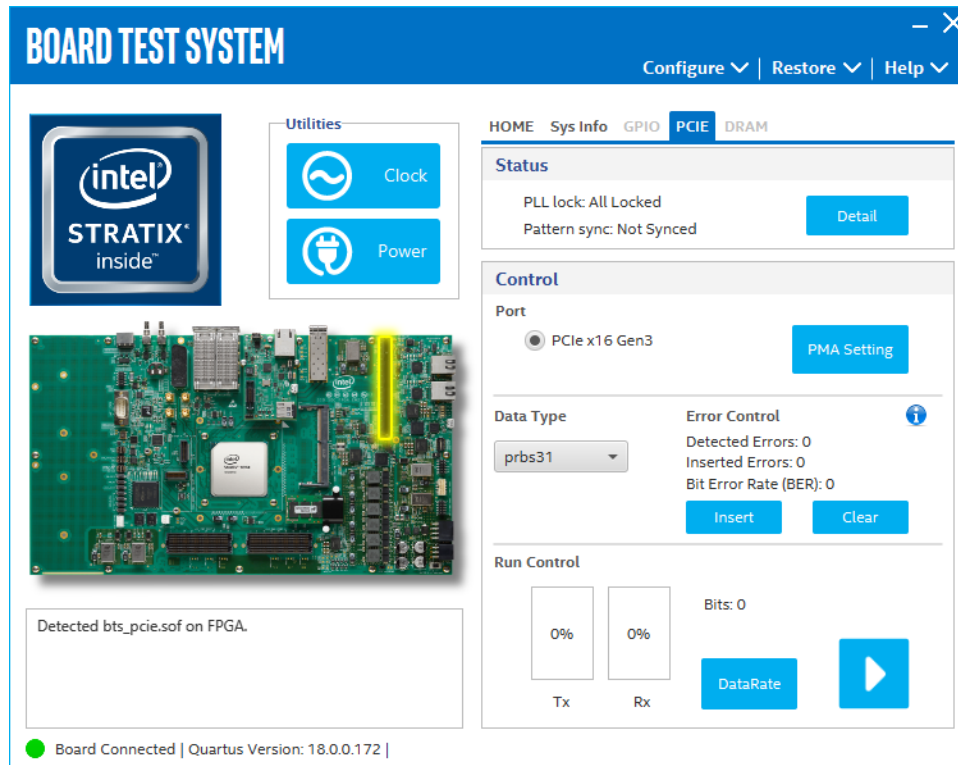 BOARD TEST SYSTEM
Configure | Restore | Help
intel
STRATIX
inside™
Utilities
Clock
Power
HOME Sys Info GPIO PCIE DRAM
Status
PLL lock: All Locked
Pattern sync: Not Synced
Detail
Control
Port
PCIe x16 Gen3
PMA Setting
Data Type
prbs31
Error Control
Detected Errors: 0
Inserted Errors: 0
Bit Error Rate (BER): 0
Insert
Clear
Run Control
0%
0%
Tx
Rx
Bits: 0
DataRate
Detected bts_pcie.sof on FPGA.
Board Connected | Quartus Version: 18.0.0.172 |